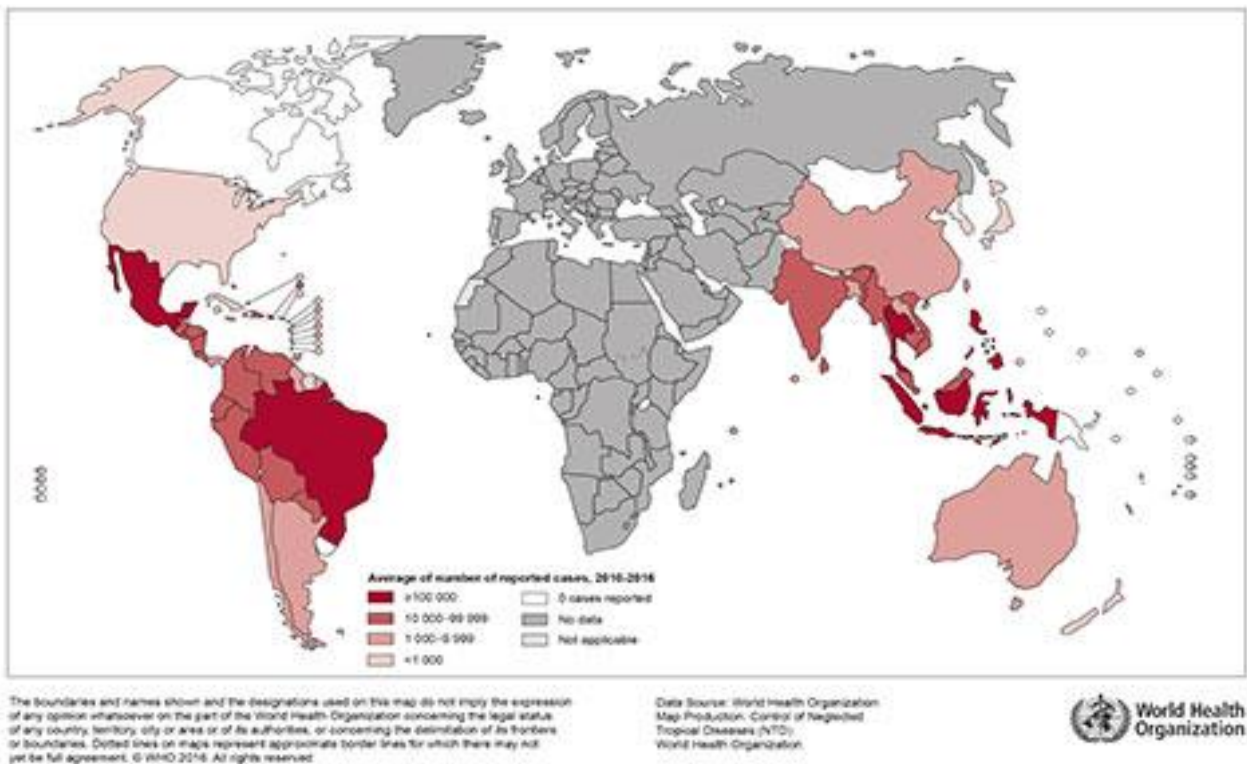 Average of number of reported cases, 2010-2016
≥100 000
10 000–99 999
1 000–9 999
<1 000
0 cases reported
No data
Not applicable
The boundaries and names shown and the designations used on this map do not imply the expression
of any opinion whatsoever on the part of the World Health Organization concerning the legal status
of any country, territory, city or area or of its authorities, or concerning the delimitation of its frontiers
or boundaries. Dotted lines on maps represent approximate border lines for which there may not
yet be full agreement. © WHO 2016. All rights reserved
Data Source: World Health Organization
Map Production: Control of Neglected
Tropical Diseases (NTD)
World Health Organization
World Health
Organization